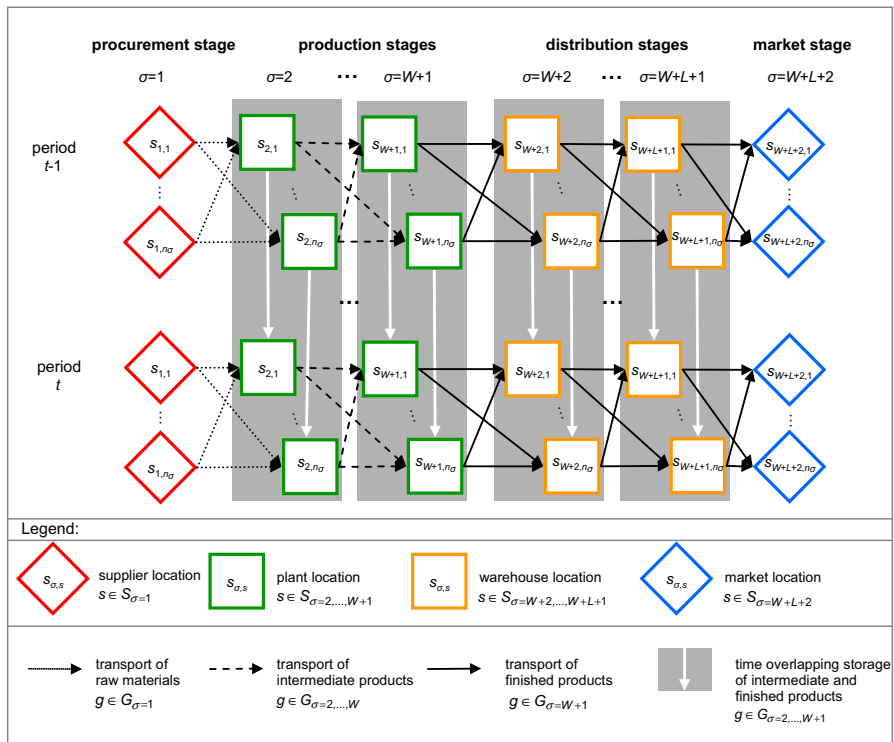 procurement stage production stages distribution stages market stage
σ=1 σ=2 ... σ=W+1 σ=W+2 ... σ=W+L+1 σ=W+L+2
period
t-1
s1,1 s2,1 sW+1,1 sW+2,1 sW+L+1,1 sW+L+2,1
s1,nσ s2,nσ sW+1,nσ sW+2,nσ sW+L+1,nσ sW+L+2,nσ
... ...
period
t
s1,1 s2,1 sW+1,1 sW+2,1 sW+L+1,1 sW+L+2,1
s1,nσ s2,nσ sW+1,nσ sW+2,nσ sW+L+1,nσ sW+L+2,nσ
Legend:
sσ,s supplier location
s ∈ Sσ=1
sσ,s plant location
s ∈ Sσ=2,...,W+1
sσ,s warehouse location
s ∈ Sσ=W+2,...,W+L+1
sσ,s market location
s ∈ Sσ=W+L+2
transport of
raw materials
g ∈ Gσ=1
transport of
intermediate products
g ∈ Gσ=2,...,W
transport of
finished products
g ∈ Gσ=W+1
time overlapping storage
of intermediate and
finished products
g ∈ Gσ=2,...,W+1